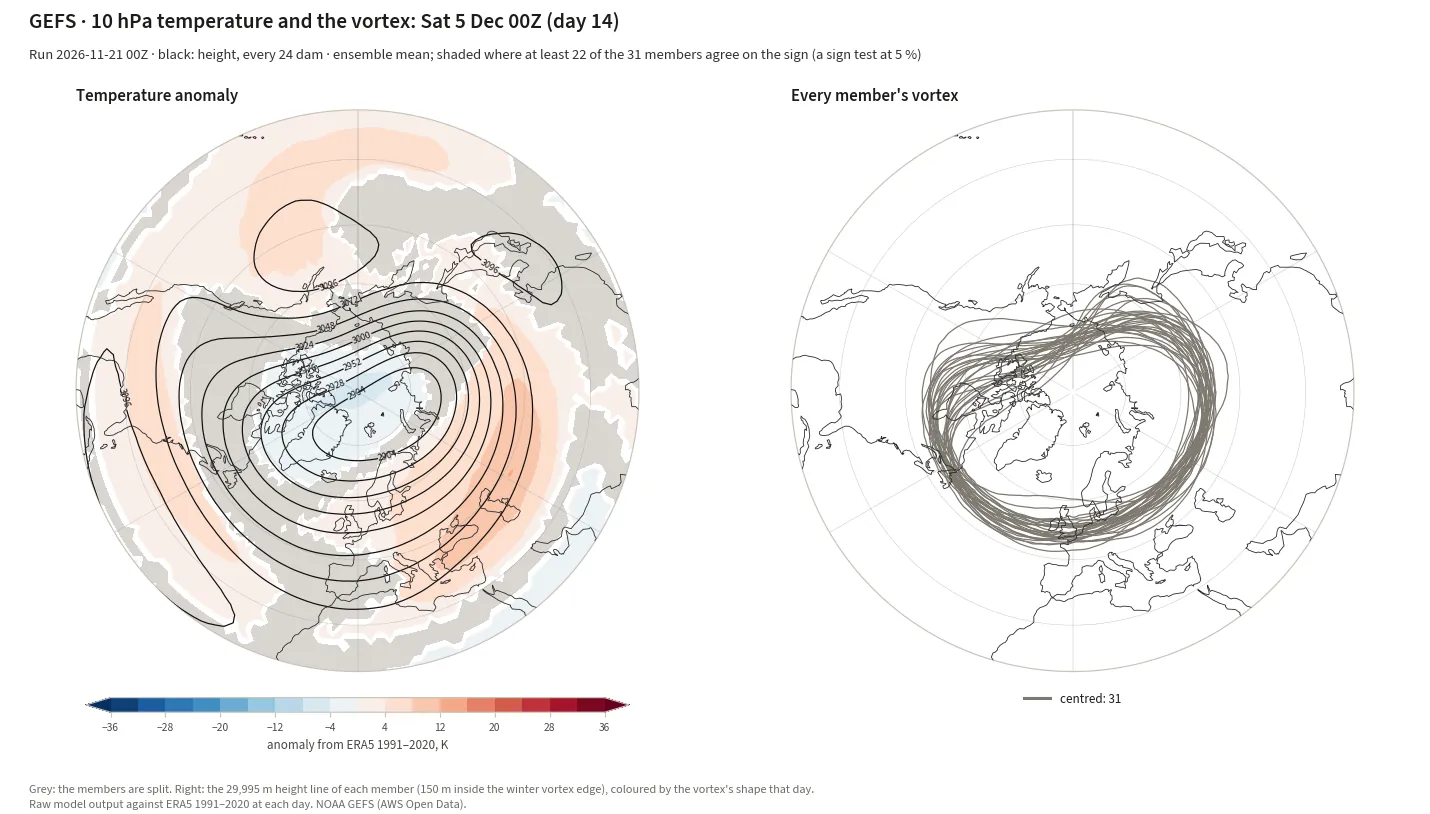 GEFS · 10 hPa temperature and the vortex: Sat 5 Dec 00Z (day 14)
Run 2026-11-21 00Z · black: height, every 24 dam · ensemble mean; shaded where at least 22 of the 31 members agree on the sign (a sign test at 5 %)
Temperature anomaly
Every member's vortex
3096
3096
3072
3048
3000
3024
2952
2928
2904
3096
2904
centred: 31
−36 −28 −20 −12 −4 4 12 20 28 36
anomaly from ERA5 1991–2020, K
Grey: the members are split. Right: the 29,995 m height line of each member (150 m inside the winter vortex edge), coloured by the vortex's shape that day.
Raw model output against ERA5 1991–2020 at each day. NOAA GEFS (AWS Open Data).